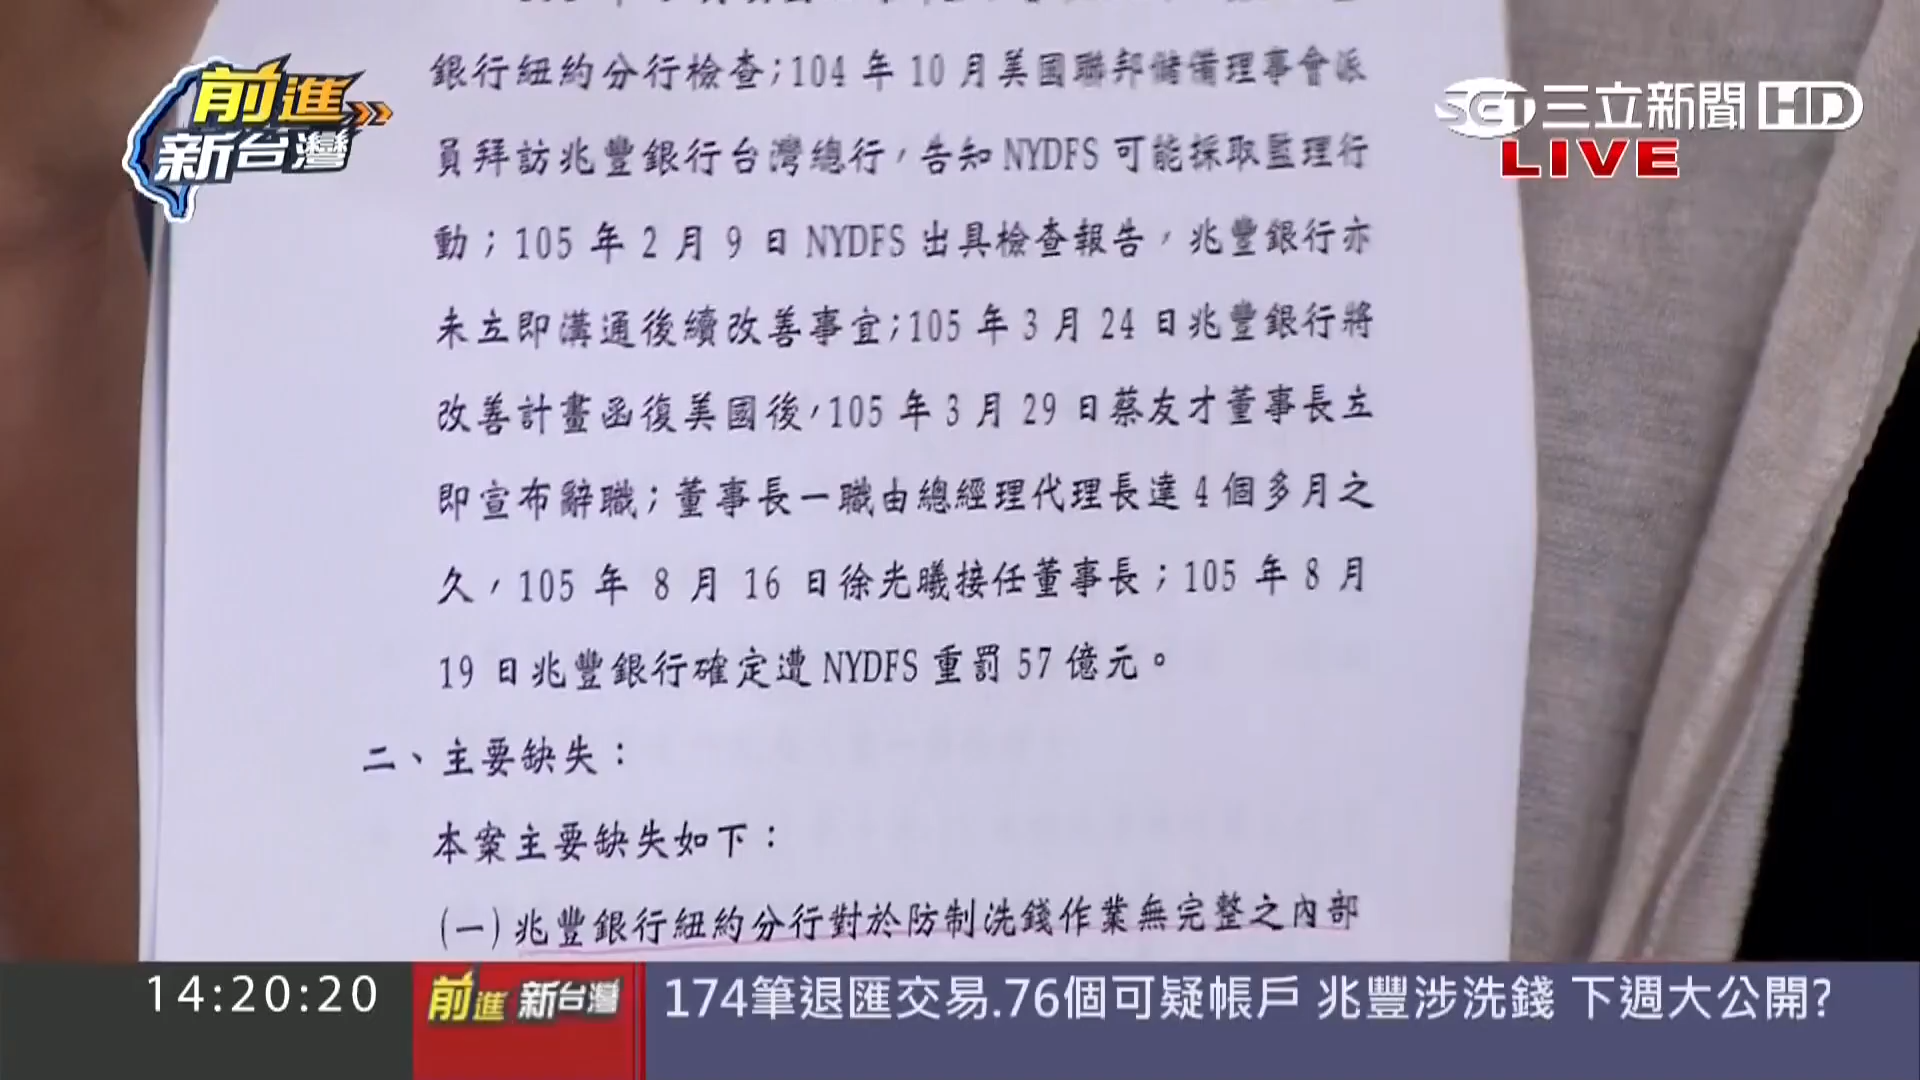 銀行紐約分行檢查;104 年 10 月美國聯邦儲備理事會派
員拜訪兆豐銀行台灣總行，告知 NYDFS 可能採取監理行
動；105 年 2 月 9 日 NYDFS 出具檢查報告，兆豐銀行亦
未立即溝通後續改善事宜;105 年 3 月 24 日兆豐銀行將
改善計畫函復美國後，105 年 3 月 29 日蔡友才董事長立
即宣布辭職；董事長一職由總經理代理長達 4 個多月之
久，105 年 8 月 16 日徐光曦接任董事長；105 年 8 月
19 日兆豐銀行確定遭 NYDFS 重罰 57 億元。
二、主要缺失：
本案主要缺失如下：
(一)兆豐銀行紐約分行對於防制洗錢作業無完整之內部
前進
新台灣
SET三立新聞HD
LIVE
14:20:20
前進新台灣
174筆退匯交易.76個可疑帳戶 兆豐涉洗錢 下週大公開?